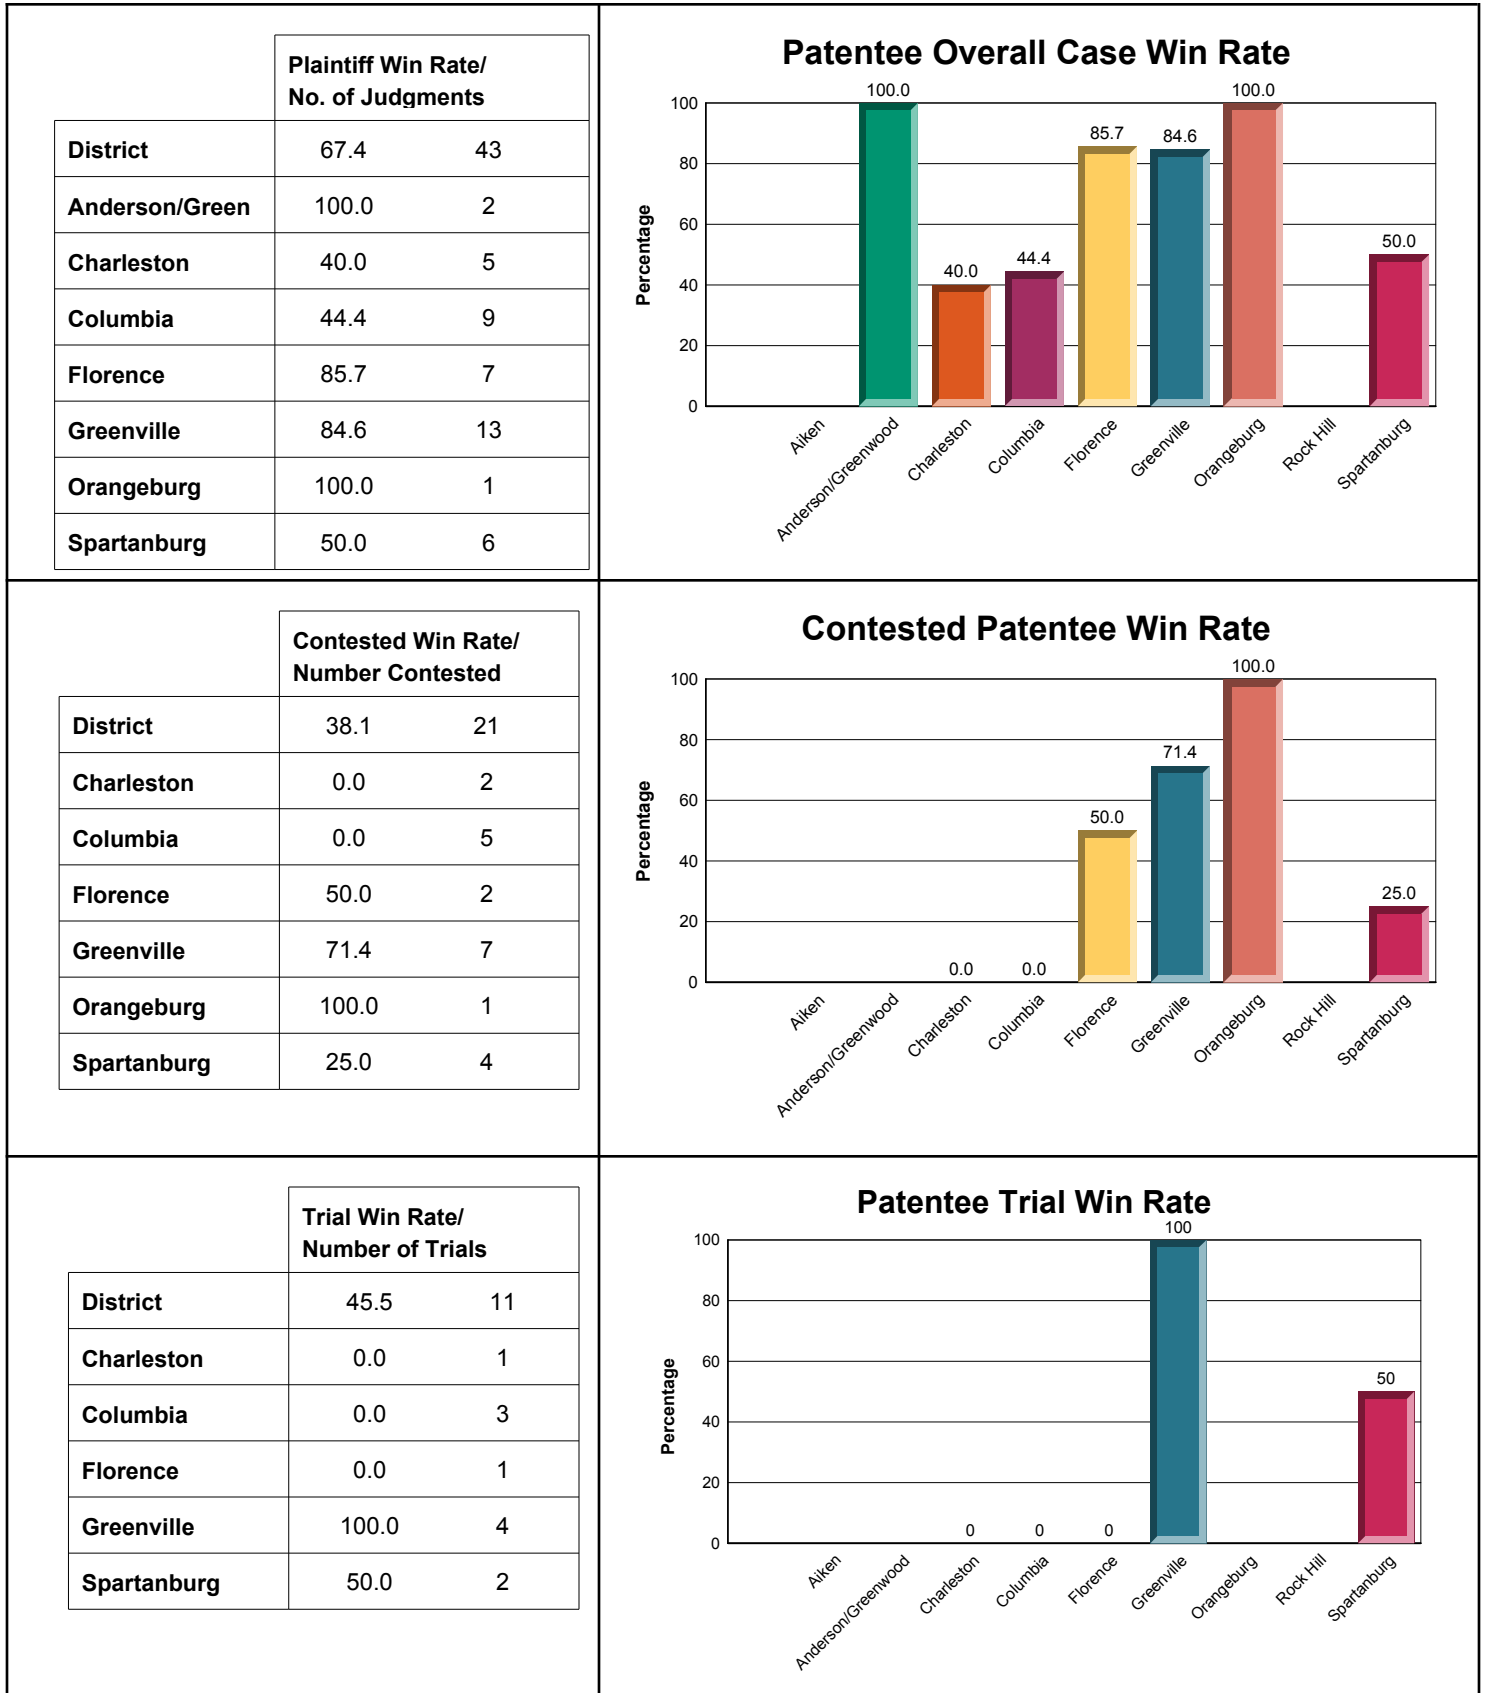 Plaintiff Win Rate/
No. of Judgments
District 67.4 43
Anderson/Green 100.0 2
Charleston 40.0 5
Columbia 44.4 9
Florence 85.7 7
Greenville 84.6 13
Orangeburg 100.0 1
Spartanburg 50.0 6
Patentee Overall Case Win Rate
Percentage
100
80
60
40
20
0
100.0
40.0
44.4
85.7
84.6
100.0
50.0
Aiken
Anderson/Greenwood
Charleston
Columbia
Florence
Greenville
Orangeburg
Rock Hill
Spartanburg
Contested Win Rate/
Number Contested
District 38.1 21
Charleston 0.0 2
Columbia 0.0 5
Florence 50.0 2
Greenville 71.4 7
Orangeburg 100.0 1
Spartanburg 25.0 4
Contested Patentee Win Rate
Percentage
100
80
60
40
20
0
0.0
0.0
50.0
71.4
100.0
25.0
Aiken
Anderson/Greenwood
Charleston
Columbia
Florence
Greenville
Orangeburg
Rock Hill
Spartanburg
Trial Win Rate/
Number of Trials
District 45.5 11
Charleston 0.0 1
Columbia 0.0 3
Florence 0.0 1
Greenville 100.0 4
Spartanburg 50.0 2
Patentee Trial Win Rate
Percentage
100
80
60
40
20
0
0
0
0
100
50
Aiken
Anderson/Greenwood
Charleston
Columbia
Florence
Greenville
Orangeburg
Rock Hill
Spartanburg